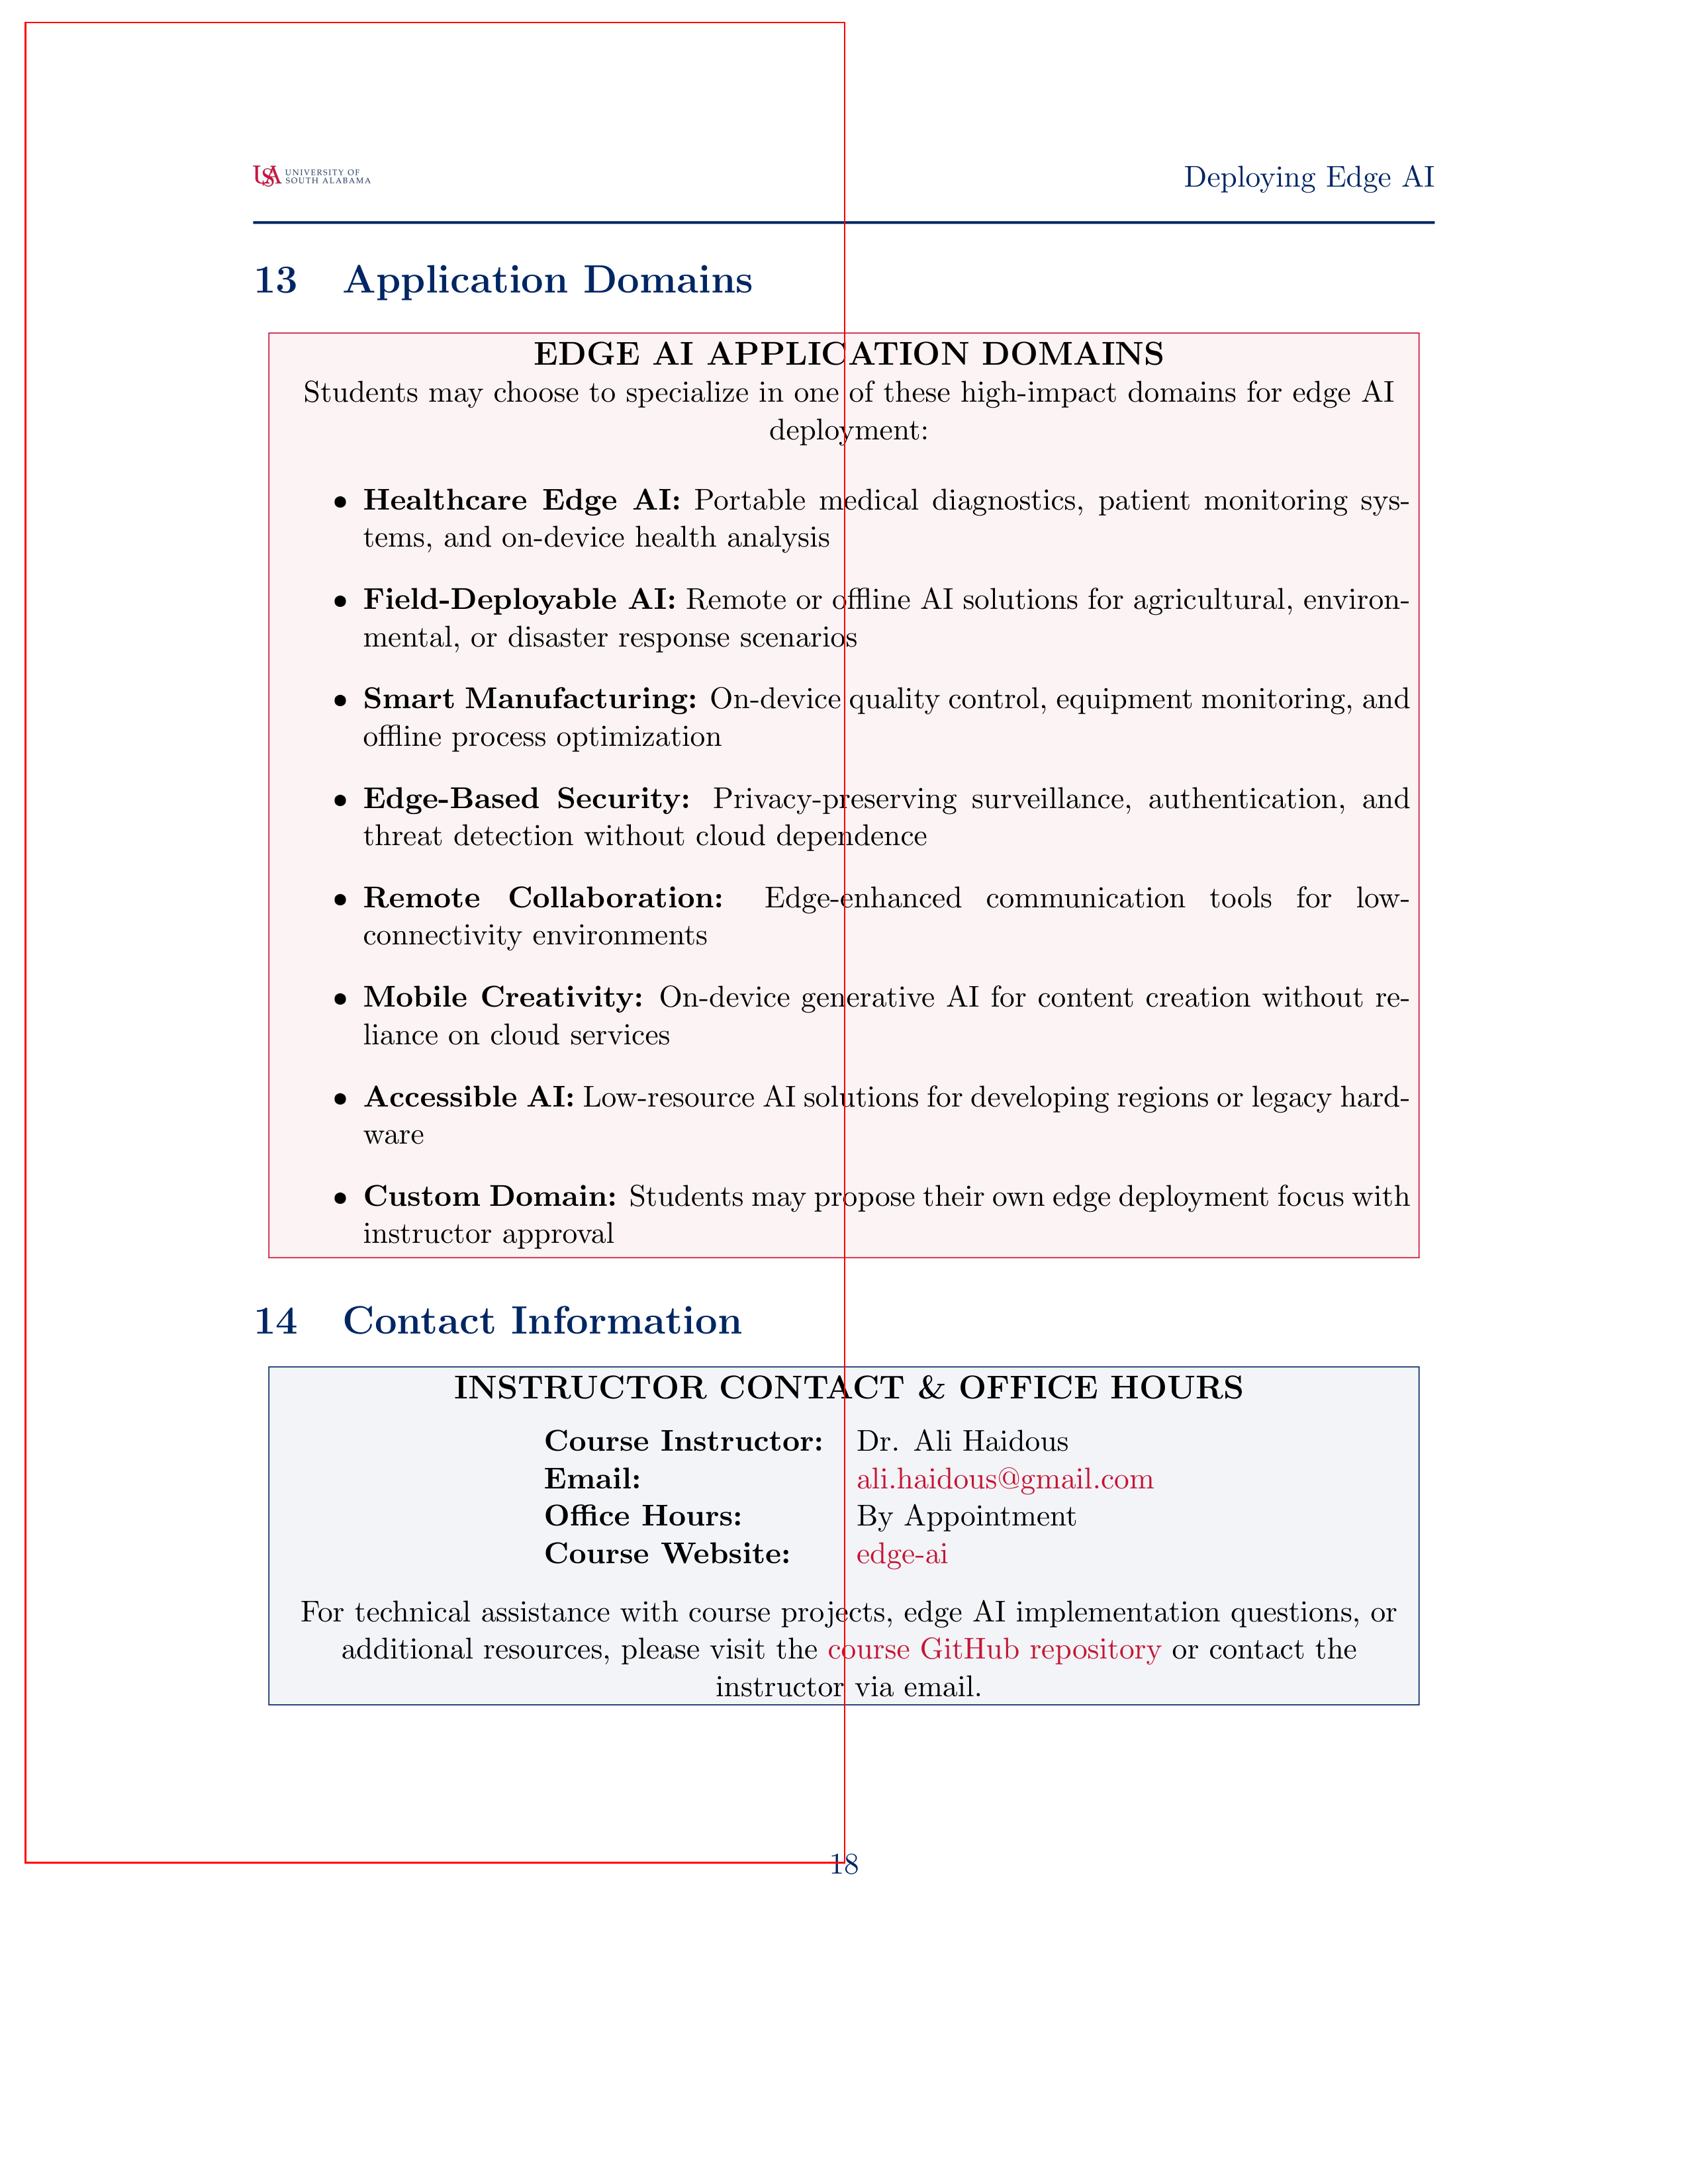 USA UNIVERSITY OF
SOUTH ALABAMA
Deploying Edge AI
13 Application Domains
EDGE AI APPLICATION DOMAINS
Students may choose to specialize in one of these high-impact domains for edge AI
deployment:
• Healthcare Edge AI: Portable medical diagnostics, patient monitoring sys-
tems, and on-device health analysis
• Field-Deployable AI: Remote or offline AI solutions for agricultural, environ-
mental, or disaster response scenarios
• Smart Manufacturing: On-device quality control, equipment monitoring, and
offline process optimization
• Edge-Based Security: Privacy-preserving surveillance, authentication, and
threat detection without cloud dependence
• Remote Collaboration: Edge-enhanced communication tools for low-
connectivity environments
• Mobile Creativity: On-device generative AI for content creation without re-
liance on cloud services
• Accessible AI: Low-resource AI solutions for developing regions or legacy hard-
ware
• Custom Domain: Students may propose their own edge deployment focus with
instructor approval
14 Contact Information
INSTRUCTOR CONTACT & OFFICE HOURS
Course Instructor: Dr. Ali Haidous
Email: ali.haidous@gmail.com
Office Hours: By Appointment
Course Website: edge-ai
For technical assistance with course projects, edge AI implementation questions, or
additional resources, please visit the course GitHub repository or contact the
instructor via email.
18